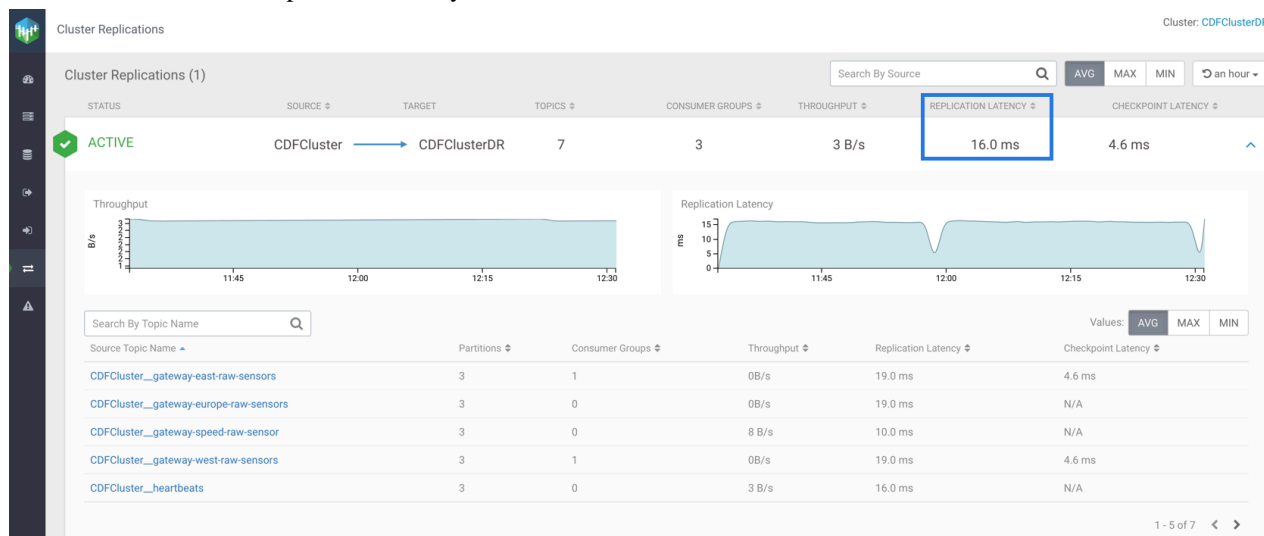 Cluster Replications
Cluster: CDFClusterDR
Cluster Replications (1)
Search By Source
AVG MAX MIN
an hour
STATUS SOURCE TARGET TOPICS CONSUMER GROUPS THROUGHPUT REPLICATION LATENCY CHECKPOINT LATENCY
ACTIVE CDFCluster CDFClusterDR 7 3 3 B/s 16.0 ms 4.6 ms
Throughput
B/s
3
2
2
2
2
2
1
11:45 12:00 12:15 12:30
Replication Latency
ms
15
10
5
0
11:45 12:00 12:15 12:30
Search By Topic Name
Values: AVG MAX MIN
Source Topic Name Partitions Consumer Groups Throughput Replication Latency Checkpoint Latency
CDFCluster__gateway-east-raw-sensors 3 1 0B/s 19.0 ms 4.6 ms
CDFCluster__gateway-europe-raw-sensors 3 0 0B/s 19.0 ms N/A
CDFCluster__gateway-speed-raw-sensor 3 0 8 B/s 10.0 ms N/A
CDFCluster__gateway-west-raw-sensors 3 1 0B/s 19.0 ms 4.6 ms
CDFCluster__heartbeats 3 0 3 B/s 16.0 ms N/A
1 - 5 of 7